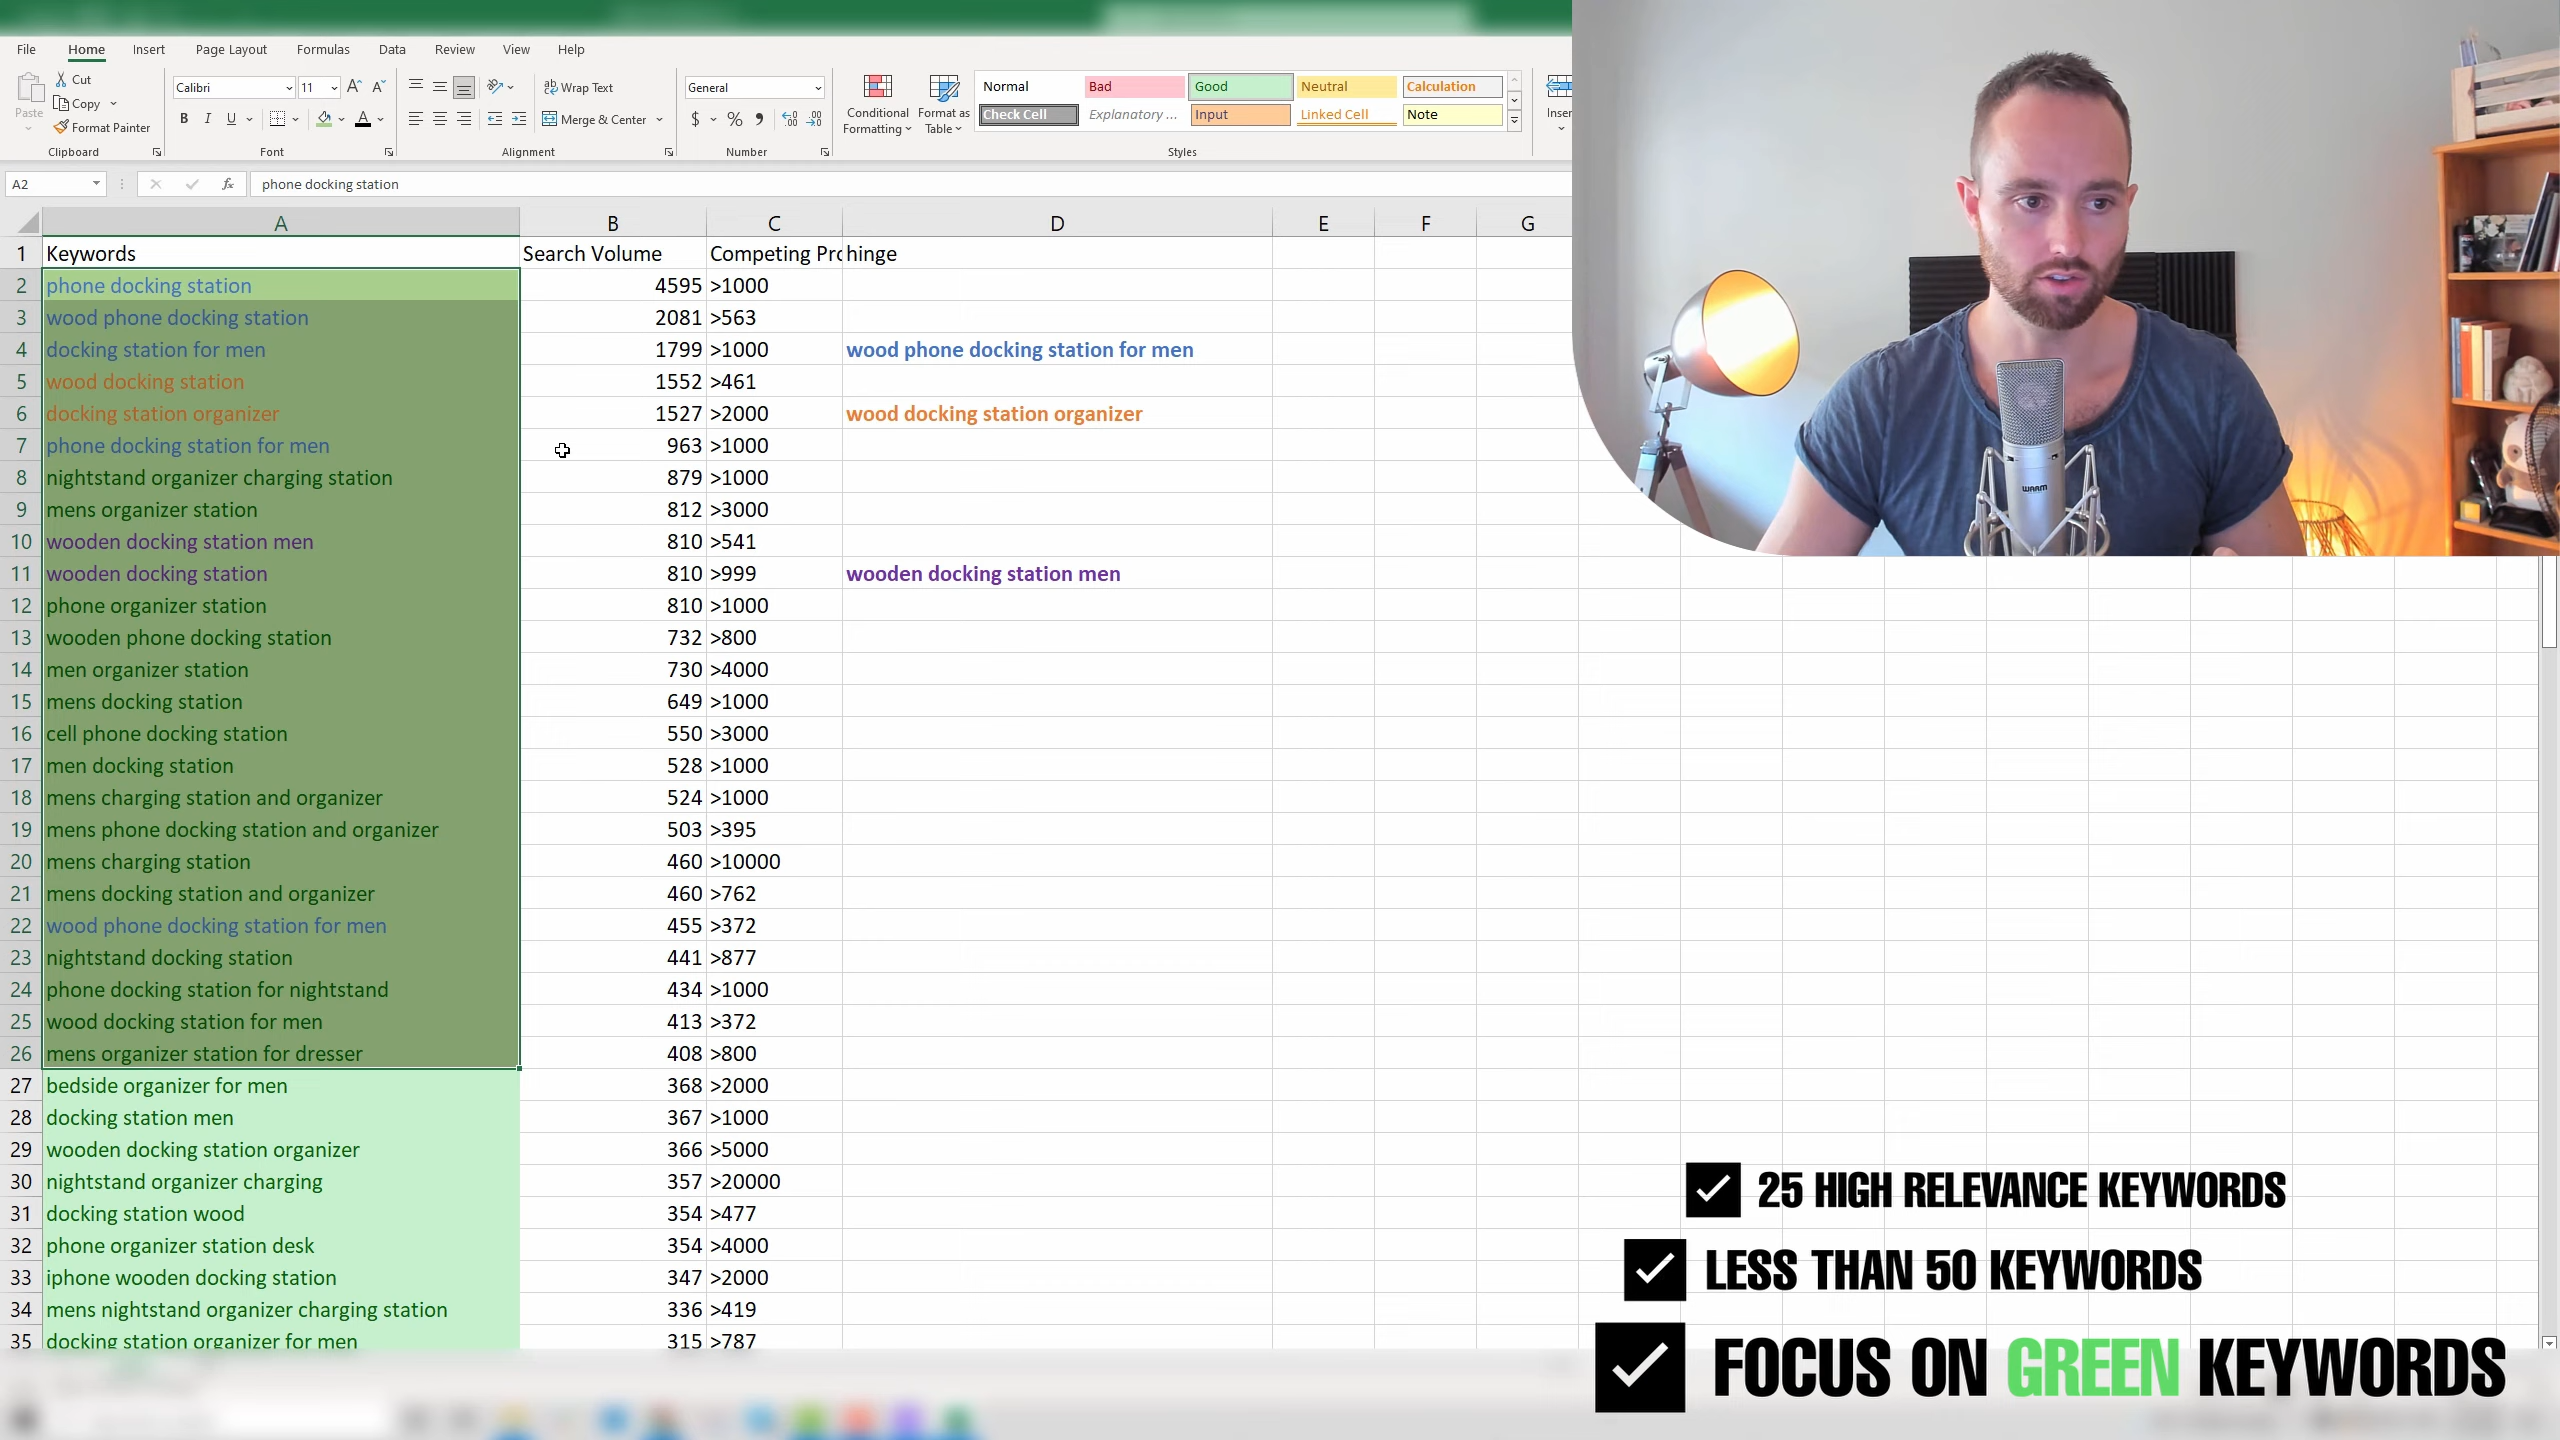 File Home Insert Page Layout Formulas Data Review View Help
Paste
Cut
Copy
Format Painter
Clipboard
Calibri 11
B I U
Font
Wrap Text
Merge & Center
Alignment
General
$ % 9
Number
Conditional Formatting
Format as Table
Normal Bad Good Neutral Calculation
Check Cell Explanatory ... Input Linked Cell Note
Styles
Inser
A2 fx phone docking station
A B C D E F G
1 Keywords Search Volume Competing Pro hinge
2 phone docking station 4595 >1000
3 wood phone docking station 2081 >563
4 docking station for men 1799 >1000 wood phone docking station for men
5 wood docking station 1552 >461
6 docking station organizer 1527 >2000 wood docking station organizer
7 phone docking station for men 963 >1000
8 nightstand organizer charging station 879 >1000
9 mens organizer station 812 >3000
10 wooden docking station men 810 >541
11 wooden docking station 810 >999 wooden docking station men
12 phone organizer station 810 >1000
13 wooden phone docking station 732 >800
14 men organizer station 730 >4000
15 mens docking station 649 >1000
16 cell phone docking station 550 >3000
17 men docking station 528 >1000
18 mens charging station and organizer 524 >1000
19 mens phone docking station and organizer 503 >395
20 mens charging station 460 >10000
21 mens docking station and organizer 460 >762
22 wood phone docking station for men 455 >372
23 nightstand docking station 441 >877
24 phone docking station for nightstand 434 >1000
25 wood docking station for men 413 >372
26 mens organizer station for dresser 408 >800
27 bedside organizer for men 368 >2000
28 docking station men 367 >1000
29 wooden docking station organizer 366 >5000
30 nightstand organizer charging 357 >20000
31 docking station wood 354 >477
32 phone organizer station desk 354 >4000
33 iphone wooden docking station 347 >2000
34 mens nightstand organizer charging station 336 >419
35 docking station organizer for men 315 >787
WARM
25 HIGH RELEVANCE KEYWORDS
LESS THAN 50 KEYWORDS
FOCUS ON GREEN KEYWORDS